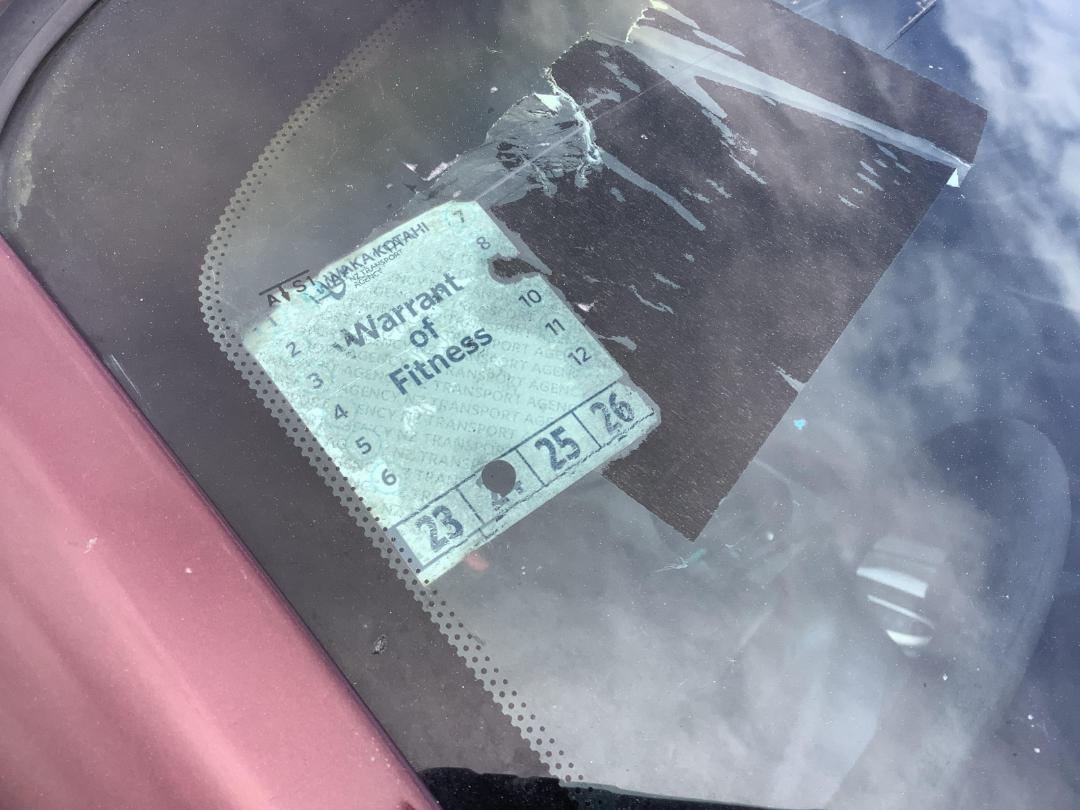 WAKA KOTAHI
NZ TRANSPORT
AGENCY
Warrant
of
Fitness
1
2
3
4
5
6
7
8
10
11
12
23
25
26